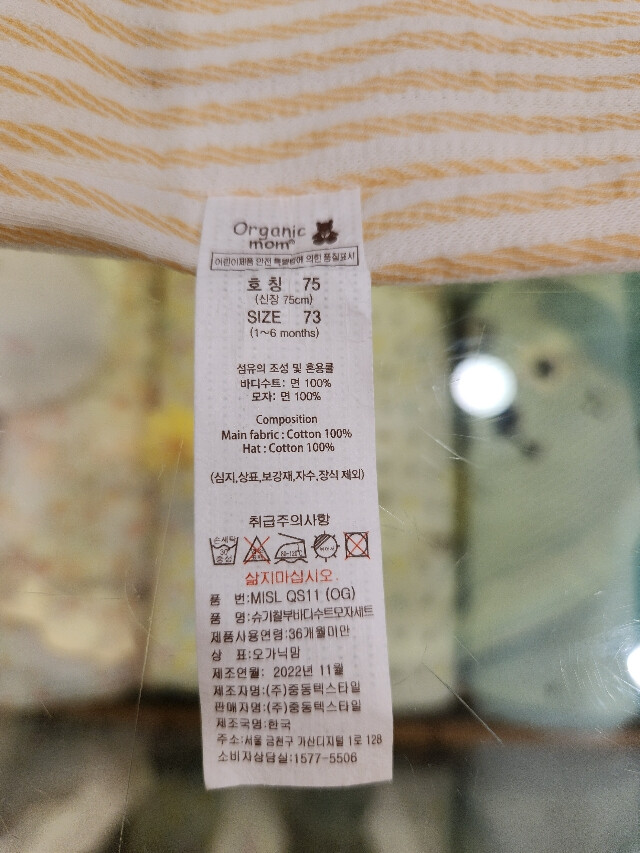 Organic
mom
어린이제품 안전 특별법에 의한 품질표시
호 칭 75
(신장 75cm)
SIZE 73
(1~6 months)
섬유의 조성 및 혼용률
바디수트: 면 100%
모자: 면 100%
Composition
Main fabric : Cotton 100%
Hat : Cotton 100%
(심지,상표,보강재,자수,장식 제외)
취급주의사항
손세탁
30
중성
80~120℃
삶지마십시오.
품 번:MISL QS11 (OG)
품 명:슈가칠부바디수트모자세트
제품사용연령:36개월미만
상 표:오가닉맘
제조연월: 2022년 11월
제조자명:(주)중동텍스타일
판매자명:(주)중동텍스타일
제조국명:한국
주소:서울 금천구 가산디지털 1로 128
소비자상담실:1577-5506